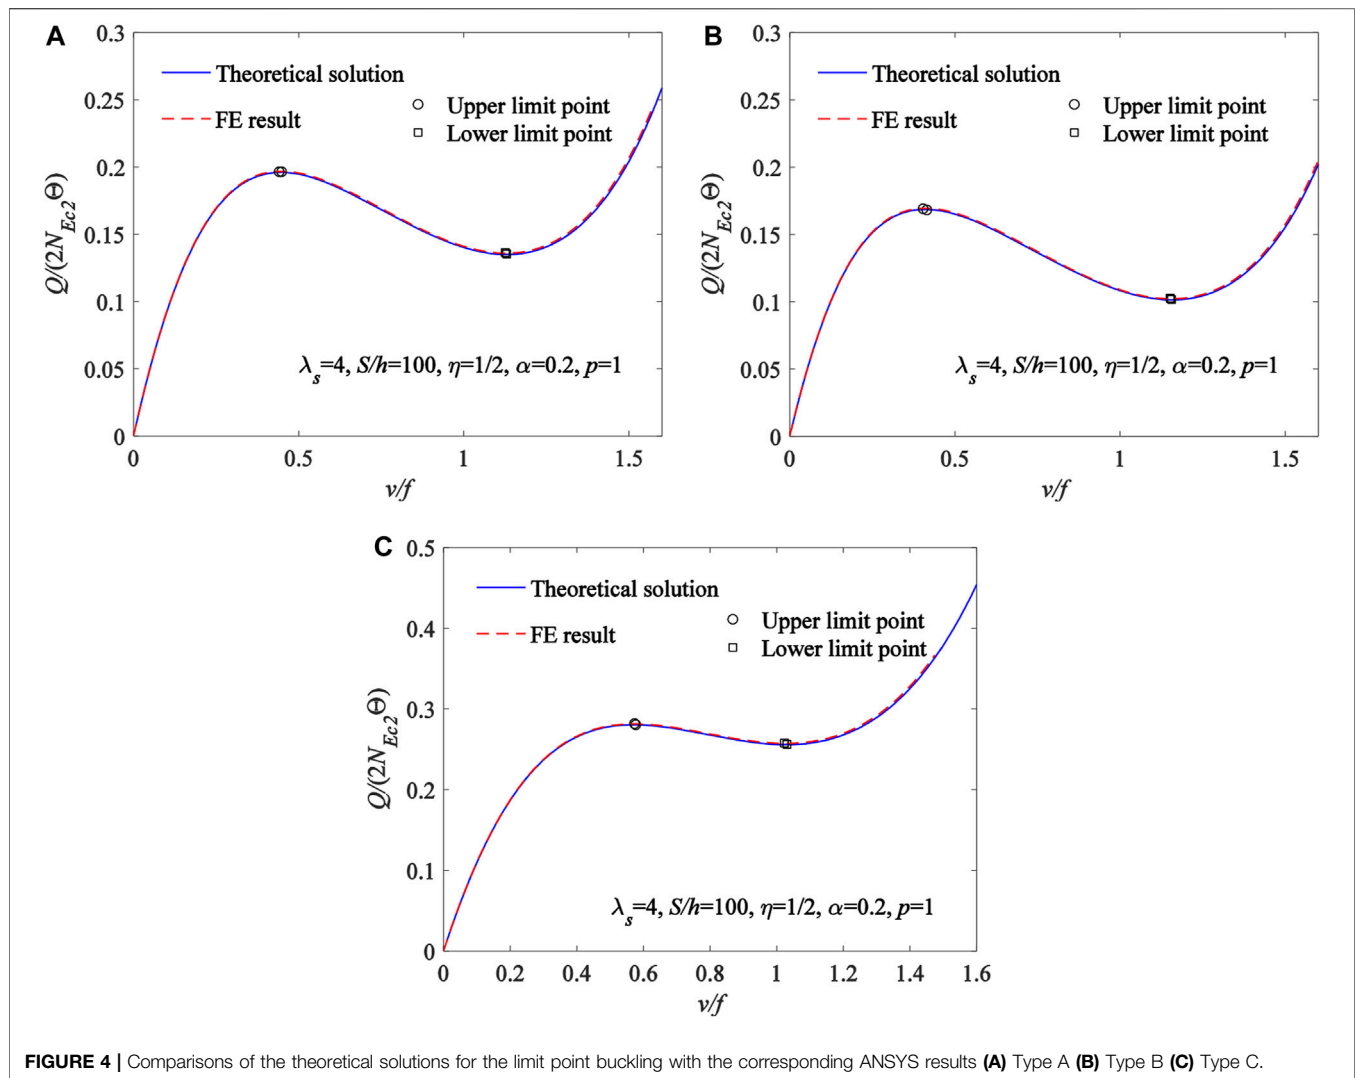 A
0.3
0.25
0.2
0.15
0.1
0.05
0
Q/(2N_Ec2Θ)
Theoretical solution
FE result
Upper limit point
Lower limit point
λ_s=4, S/h=100, η=1/2, α=0.2, p=1
0 0.5 1 1.5
v/f
B
0.3
0.25
0.2
0.15
0.1
0.05
0
Q/(2N_Ec2Θ)
Theoretical solution
FE result
Upper limit point
Lower limit point
λ_s=4, S/h=100, η=1/2, α=0.2, p=1
0 0.5 1 1.5
v/f
C
0.5
0.4
0.3
0.2
0.1
0
Q/(2N_Ec2Θ)
Theoretical solution
FE result
Upper limit point
Lower limit point
λ_s=4, S/h=100, η=1/2, α=0.2, p=1
0 0.2 0.4 0.6 0.8 1 1.2 1.4 1.6
v/f
FIGURE 4 | Comparisons of the theoretical solutions for the limit point buckling with the corresponding ANSYS results (A) Type A (B) Type B (C) Type C.